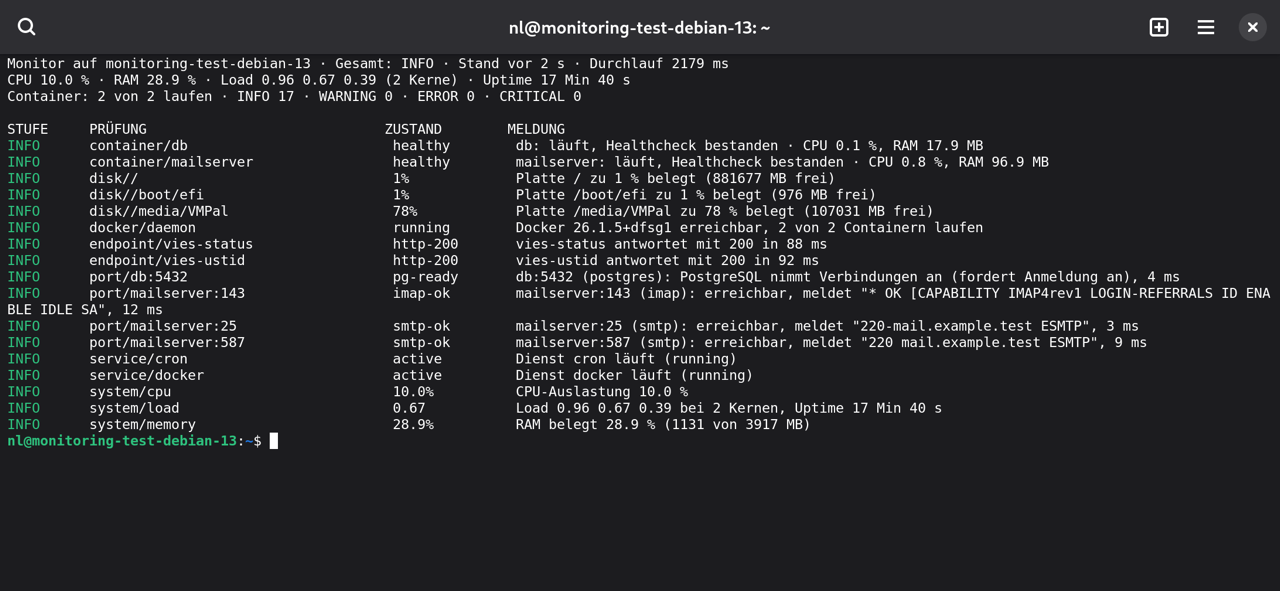 nl@monitoring-test-debian-13: ~
Monitor auf monitoring-test-debian-13 · Gesamt: INFO · Stand vor 2 s · Durchlauf 2179 ms
CPU 10.0 % · RAM 28.9 % · Load 0.96 0.67 0.39 (2 Kerne) · Uptime 17 Min 40 s
Container: 2 von 2 laufen · INFO 17 · WARNING 0 · ERROR 0 · CRITICAL 0
STUFE PRÜFUNG ZUSTAND MELDUNG
INFO container/db healthy db: läuft, Healthcheck bestanden · CPU 0.1 %, RAM 17.9 MB
INFO container/mailserver healthy mailserver: läuft, Healthcheck bestanden · CPU 0.8 %, RAM 96.9 MB
INFO disk// 1% Platte / zu 1 % belegt (881677 MB frei)
INFO disk//boot/efi 1% Platte /boot/efi zu 1 % belegt (976 MB frei)
INFO disk//media/VMPal 78% Platte /media/VMPal zu 78 % belegt (107031 MB frei)
INFO docker/daemon running Docker 26.1.5+dfsg1 erreichbar, 2 von 2 Containern laufen
INFO endpoint/vies-status http-200 vies-status antwortet mit 200 in 88 ms
INFO endpoint/vies-ustid http-200 vies-ustid antwortet mit 200 in 92 ms
INFO port/db:5432 pg-ready db:5432 (postgres): PostgreSQL nimmt Verbindungen an (fordert Anmeldung an), 4 ms
INFO port/mailserver:143 imap-ok mailserver:143 (imap): erreichbar, meldet "* OK [CAPABILITY IMAP4rev1 LOGIN-REFERRALS ID ENA
BLE IDLE SA", 12 ms
INFO port/mailserver:25 smtp-ok mailserver:25 (smtp): erreichbar, meldet "220-mail.example.test ESMTP", 3 ms
INFO port/mailserver:587 smtp-ok mailserver:587 (smtp): erreichbar, meldet "220 mail.example.test ESMTP", 9 ms
INFO service/cron active Dienst cron läuft (running)
INFO service/docker active Dienst docker läuft (running)
INFO system/cpu 10.0% CPU-Auslastung 10.0 %
INFO system/load 0.67 Load 0.96 0.67 0.39 bei 2 Kernen, Uptime 17 Min 40 s
INFO system/memory 28.9% RAM belegt 28.9 % (1131 von 3917 MB)
nl@monitoring-test-debian-13:~$